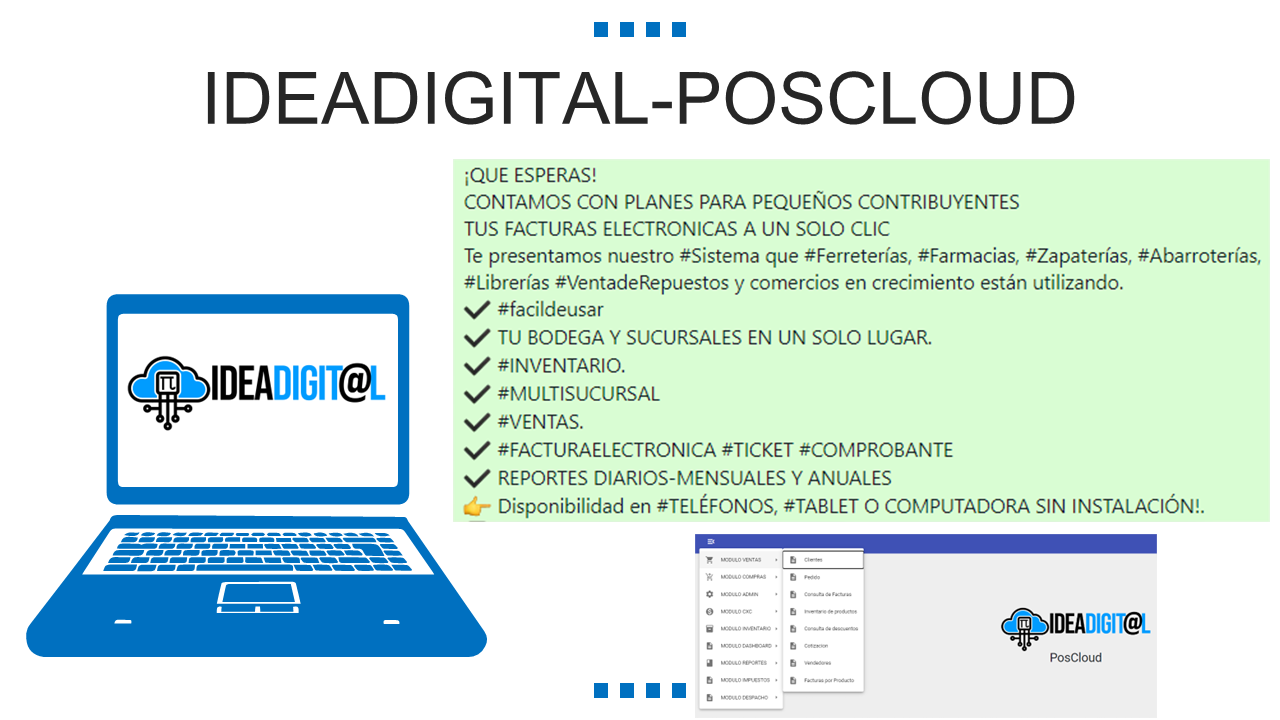 IDEADIGITAL-POSCLOUD
¡QUE ESPERAS!
CONTAMOS CON PLANES PARA PEQUEÑOS CONTRIBUYENTES
TUS FACTURAS ELECTRONICAS A UN SOLO CLIC
Te presentamos nuestro #Sistema que #Ferreterías, #Farmacias, #Zapaterías, #Abarroterías,
#Librerías #VentadeRepuestos y comercios en crecimiento están utilizando.
✔ #facildeusar
✔ TU BODEGA Y SUCURSALES EN UN SOLO LUGAR.
✔ #INVENTARIO.
✔ #MULTISUCURSAL
✔ #VENTAS.
✔ #FACTURAELECTRONICA #TICKET #COMPROBANTE
✔ REPORTES DIARIOS-MENSUALES Y ANUALES
👉 Disponibilidad en #TELÉFONOS, #TABLET O COMPUTADORA SIN INSTALACIÓN!.
IDEADIGIT@L
MODULO VENTAS
MODULO COMPRAS
MODULO ADMIN
MODULO CXC
MODULO INVENTARIO
MODULO DASHBOARD
MODULO REPORTES
MODULO IMPUESTOS
MODULO DESPACHO
Clientes
Pedido
Consulta de Facturas
Inventario de productos
Consulta de descuentos
Cotizacion
Vendedores
Facturas por Producto
IDEADIGIT@L
PosCloud